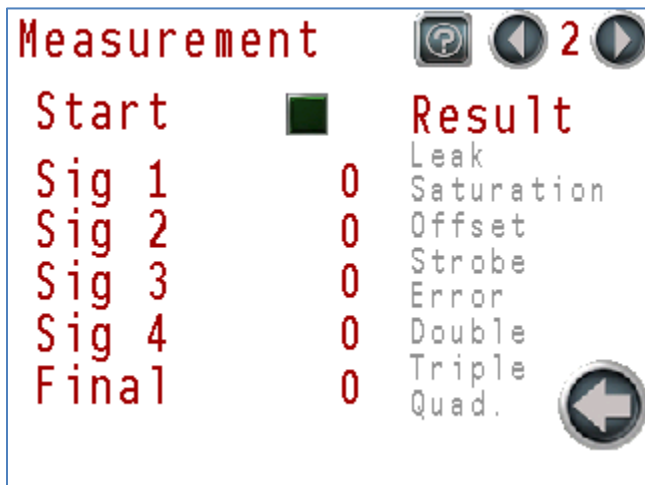 Measurement
2
Start
Sig 1 0
Sig 2 0
Sig 3 0
Sig 4 0
Final 0
Result
Leak
Saturation
Offset
Strobe
Error
Double
Triple
Quad.